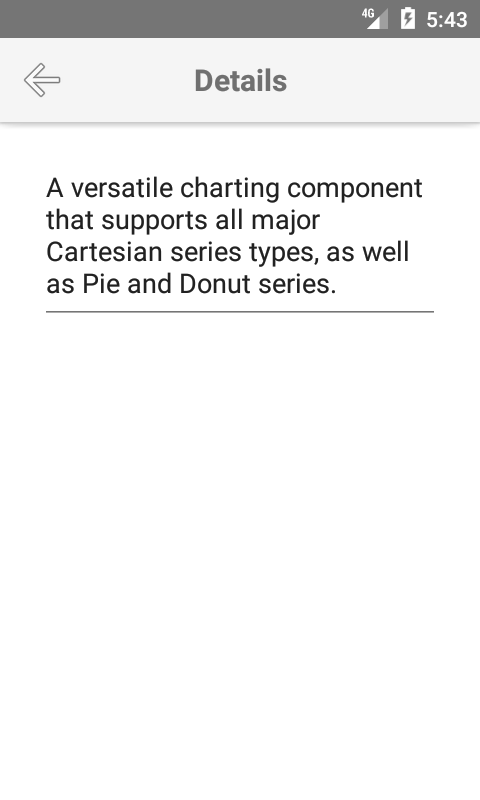 4G 5:43
Details
A versatile charting component
that supports all major
Cartesian series types, as well
as Pie and Donut series.